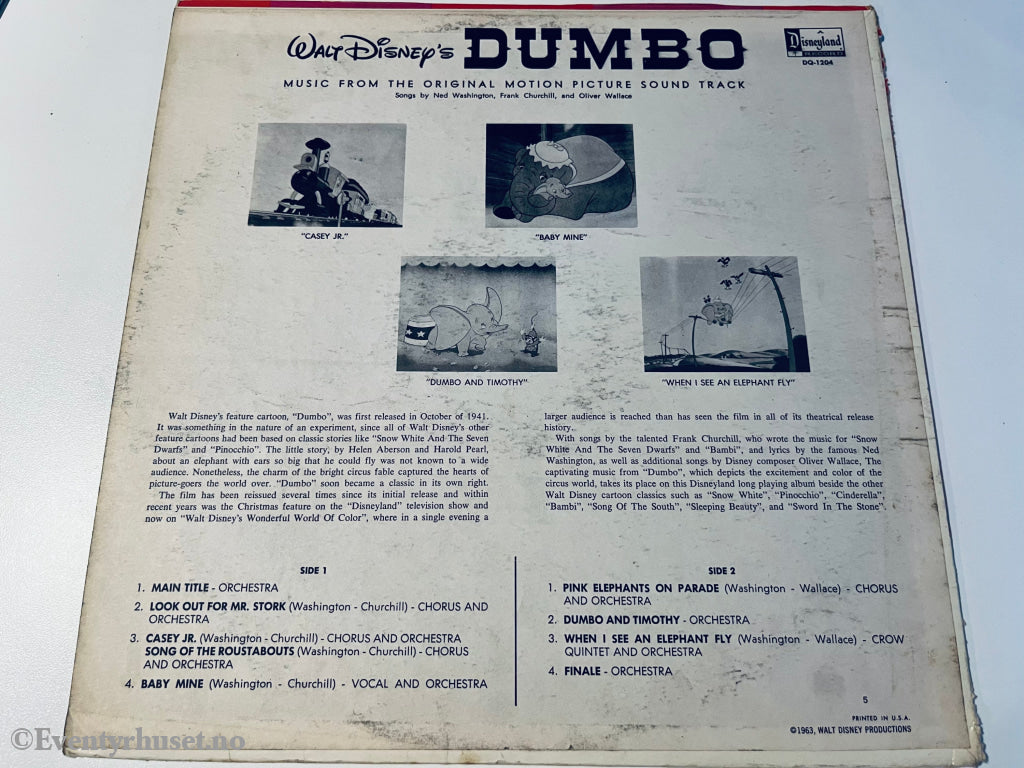 WALT DISNEY'S DUMBO
Disneyland
RECORDS
DQ-1204
MUSIC FROM THE ORIGINAL MOTION PICTURE SOUND TRACK
Songs by Ned Washington, Frank Churchill, and Oliver Wallace
"CASEY JR."
"BABY MINE"
"DUMBO AND TIMOTHY"
"WHEN I SEE AN ELEPHANT FLY"
Walt Disney's feature cartoon, "Dumbo", was first released in October of 1941.
It was something in the nature of an experiment, since all of Walt Disney's other
feature cartoons had been based on classic stories like "Snow White And The Seven
Dwarfs" and "Pinocchio". The little story, by Helen Aberson and Harold Pearl,
about an elephant with ears so big that he could fly was not known to a wide
audience. Nonetheless, the charm of the bright circus fable captured the hearts of
picture-goers the world over. "Dumbo" soon became a classic in its own right.
The film has been reissued several times since its initial release and within
recent years was the Christmas feature on the "Disneyland" television show and
now on "Walt Disney's Wonderful World Of Color", where in a single evening a
larger audience is reached than has seen the film in all of its theatrical release
history.
With songs by the talented Frank Churchill, who wrote the music for "Snow
White And The Seven Dwarfs" and "Bambi", and lyrics by the famous Ned
Washington, as well as additional songs by Disney composer Oliver Wallace, The
captivating music from "Dumbo", which depicts the excitement and color of the
circus world, takes its place on this Disneyland long playing album beside the other
Walt Disney cartoon classics such as "Snow White", "Pinocchio", "Cinderella",
"Bambi", "Song Of The South", "Sleeping Beauty", and "Sword In The Stone".
SIDE 1
1. MAIN TITLE - ORCHESTRA
2. LOOK OUT FOR MR. STORK (Washington - Churchill) - CHORUS AND
ORCHESTRA
3. CASEY JR. (Washington - Churchill) - CHORUS AND ORCHESTRA
SONG OF THE ROUSTABOUTS (Washington - Churchill) - CHORUS
AND ORCHESTRA
4. BABY MINE (Washington - Churchill) - VOCAL AND ORCHESTRA
SIDE 2
1. PINK ELEPHANTS ON PARADE (Washington - Wallace) - CHORUS
AND ORCHESTRA
2. DUMBO AND TIMOTHY - ORCHESTRA
3. WHEN I SEE AN ELEPHANT FLY (Washington - Wallace) - CROW
QUINTET AND ORCHESTRA
4. FINALE - ORCHESTRA
5
PRINTED IN U.S.A.
©1963, WALT DISNEY PRODUCTIONS
©Eventyrhuset.no